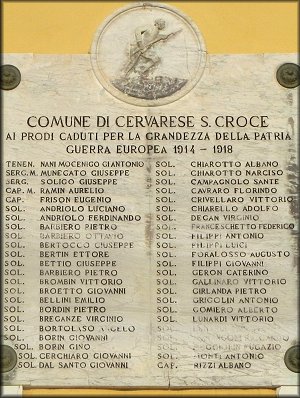 COMUNE DI CERVARESE S. CROCE
AI PRODI CADUTI PER LA GRANDEZZA DELLA PATRIA
GUERRA EUROPEA 1914 - 1918
TENEN. NANI MOCENIGO GIANTONIO
SERG. M. MUNEGATO GIUSEPPE
SERG. SOLIGO GIUSEPPE
CAP. M. RAMIN AURELIO
CAP. FRISON EUGENIO
SOL. ANDRIOLO LUCIANO
SOL. ANDRIOLO FERDINANDO
SOL. BARBIERO PIETRO
SOL. BARBIERO OTTAVIO
SOL. BERTOCCO GIUSEPPE
SOL. BERTIN ETTORE
SOL. BETTIO GIUSEPPE
SOL. BARBIERO PIETRO
SOL. BROMBIN VITTORIO
SOL. BROETTO GIOVANNI
SOL. BELLINI EMILIO
SOL. BORDIN PIETRO
SOL. BREGANZE VIRGINIO
SOL. BORTOLASO ANGELO
SOL. BORIN GIOVANNI
SOL. BORIN GINO
SOL. CERCHIARO GIOVANNI
SOL. DAL SANTO GIOVANNI
SOL. CHIAROTTO ALBANO
SOL. CHIAROTTO NARCISO
SOL. CAMPAGNOLO SANTE
SOL. CAVRARO FLORINDO
SOL. CRIVELLARO VITTORIO
SOL. CHIARELLO ADOLFO
SOL. DEGAN VIRGINIO
SOL. FRANCESCHETTO FEDERICO
SOL. FILIPPI ANTONIO
SOL. FILIPPI LUIGI
SOL. FORALOSSO AUGUSTO
SOL. FILIPPI GIOVANNI
SOL. GERON CATERINO
SOL. GALLINARO VITTORIO
SOL. GIRLANDA PIETRO
SOL. GRIGOLIN ANTONIO
SOL. GOMIERO ALBERTO
SOL. LUNARDI VITTORIO
SOL.
SOL. RICCARDO
SOL.
SOL. MONTI ANTONIO
CAP. RIZZI ALBANO